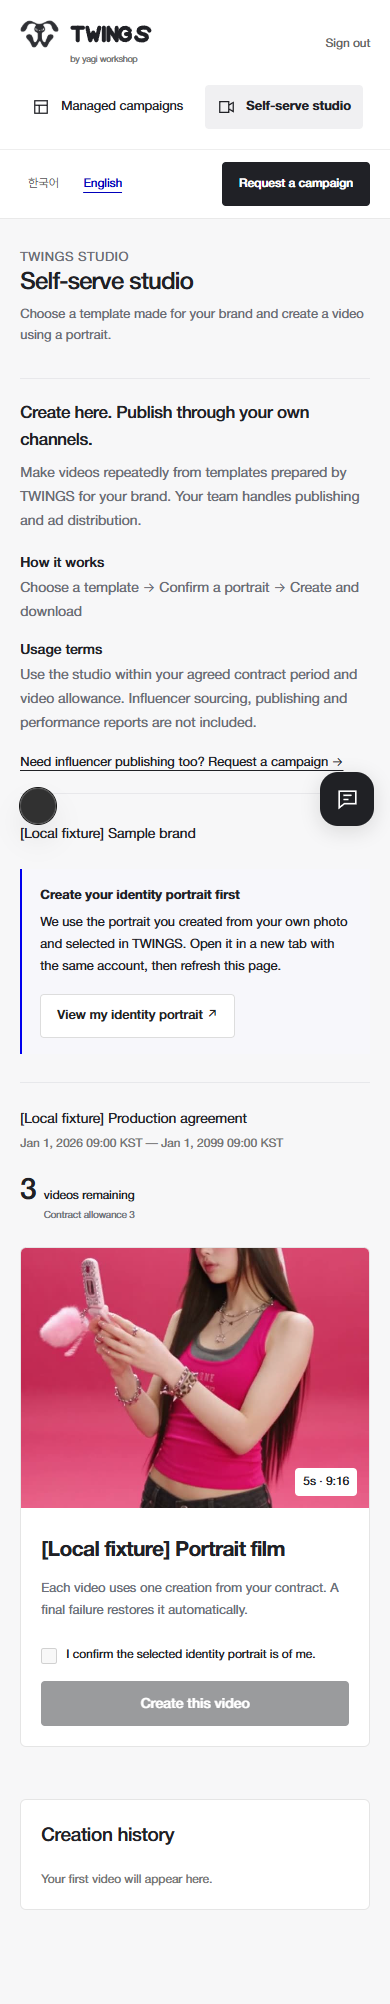 TWINGS
by yagi workshop
Sign out
Managed campaigns
Self-serve studio
한국어
English
Request a campaign
TWINGS STUDIO
Self-serve studio
Choose a template made for your brand and create a video
using a portrait.
Create here. Publish through your own
channels.
Make videos repeatedly from templates prepared by
TWINGS for your brand. Your team handles publishing
and ad distribution.
How it works
Choose a template → Confirm a portrait → Create and
download
Usage terms
Use the studio within your agreed contract period and
video allowance. Influencer sourcing, publishing and
performance reports are not included.
Need influencer publishing too? Request a campaign →
[Local fixture] Sample brand
Create your identity portrait first
We use the portrait you created from your own photo
and selected in TWINGS. Open it in a new tab with
the same account, then refresh this page.
View my identity portrait ↗
[Local fixture] Production agreement
Jan 1, 2026 09:00 KST — Jan 1, 2099 09:00 KST
3 videos remaining
Contract allowance 3
5s · 9:16
[Local fixture] Portrait film
Each video uses one creation from your contract. A
final failure restores it automatically.
I confirm the selected identity portrait is of me.
Create this video
Creation history
Your first video will appear here.